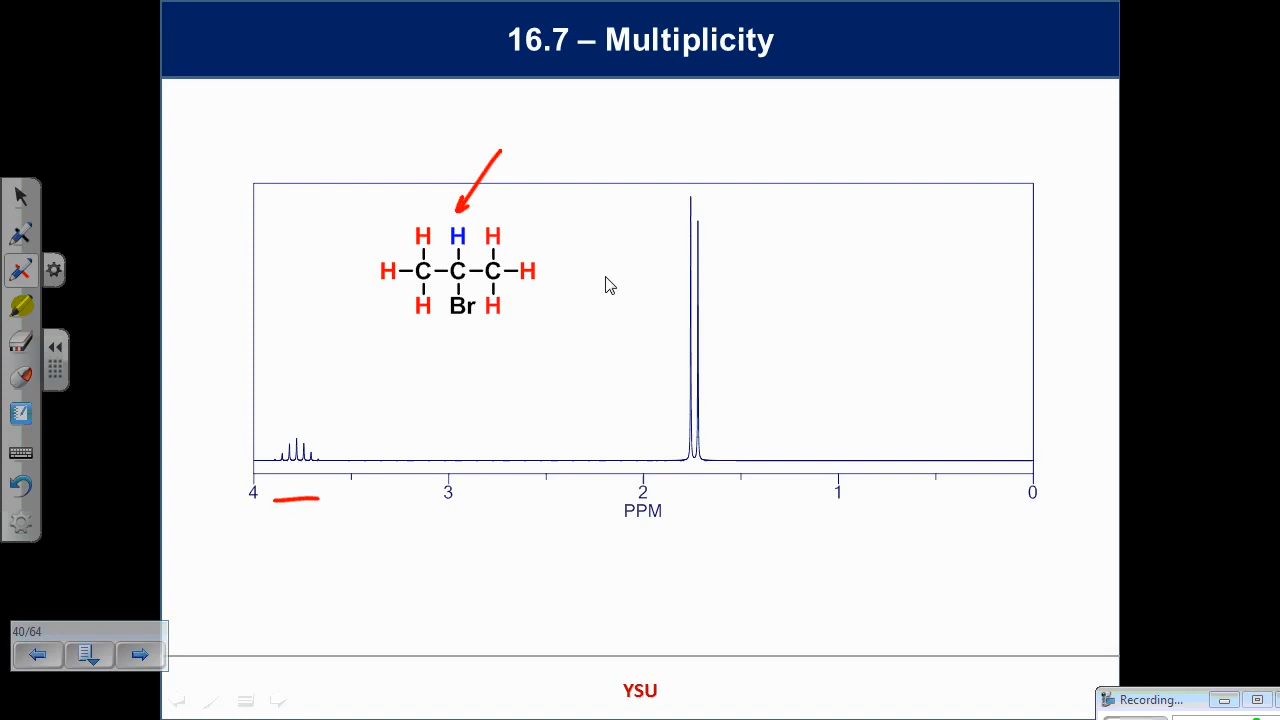 16.7 – Multiplicity
H H H
H C C C H
H Br H
4 3 2 1 0
PPM
40/64
YSU
Recording...